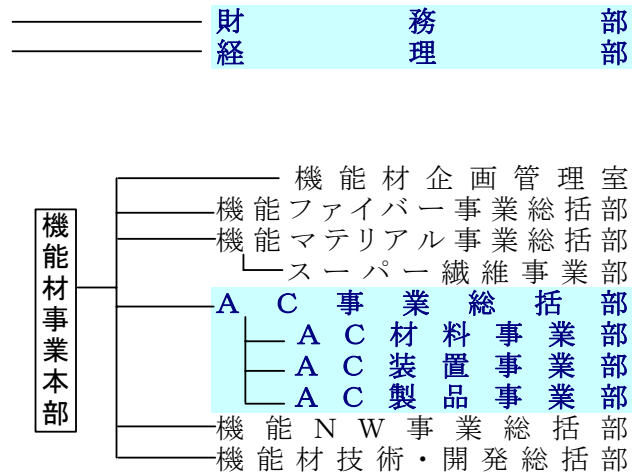 財務部
経理部
機能材事業本部
機能材企画管理室
機能ファイバー事業総括部
機能マテリアル事業総括部
スーパー繊維事業部
ＡＣ事業総括部
ＡＣ材料事業部
ＡＣ装置事業部
ＡＣ製品事業部
機能ＮＷ事業総括部
機能材技術・開発総括部